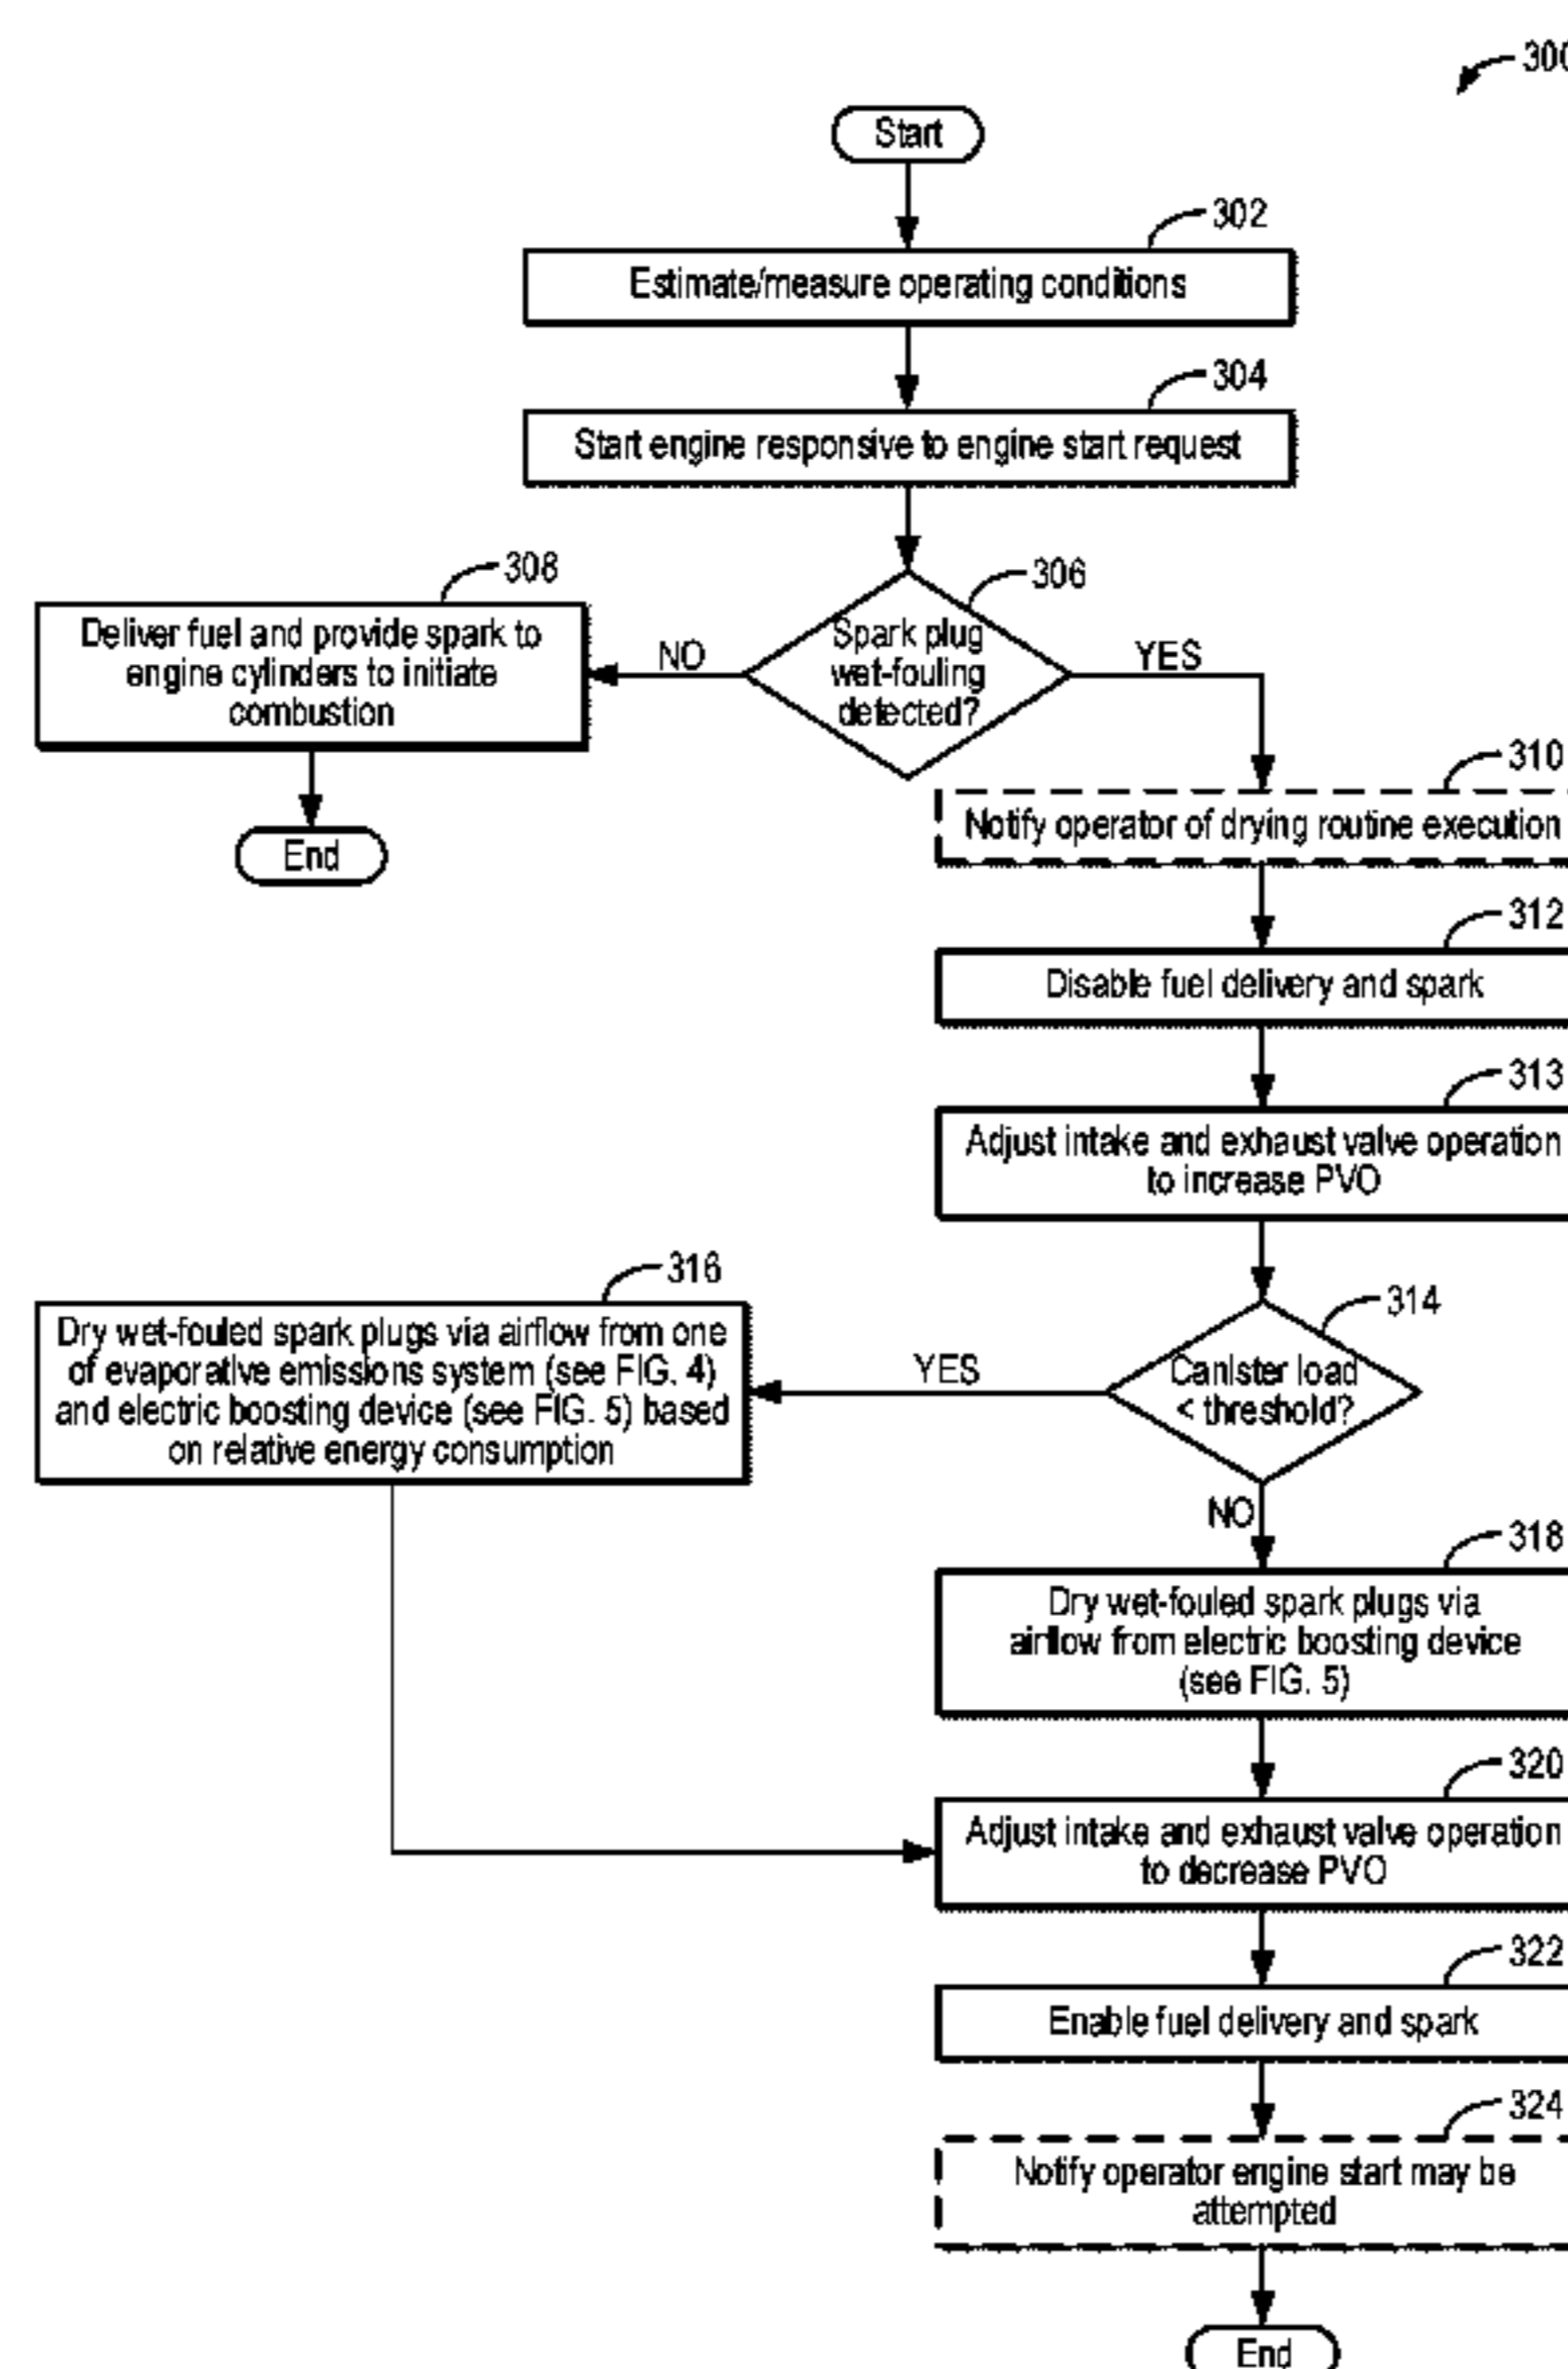 300
Start
302
Estimate/measure operating conditions
304
Start engine responsive to engine start request
308
306
Deliver fuel and provide spark to
engine cylinders to initiate
combustion
NO
Spark plug
wet-fouling
detected?
YES
End
310
Notify operator of drying routine execution
312
Disable fuel delivery and spark
313
Adjust intake and exhaust valve operation
to increase PVO
316
314
Dry wet-fouled spark plugs via airflow from one
of evaporative emissions system (see FIG. 4)
and electric boosting device (see FIG. 5) based
on relative energy consumption
YES
Canister load
< threshold?
NO
318
Dry wet-fouled spark plugs via
airflow from electric boosting device
(see FIG. 5)
320
Adjust intake and exhaust valve operation
to decrease PVO
322
Enable fuel delivery and spark
324
Notify operator engine start may be
attempted
End